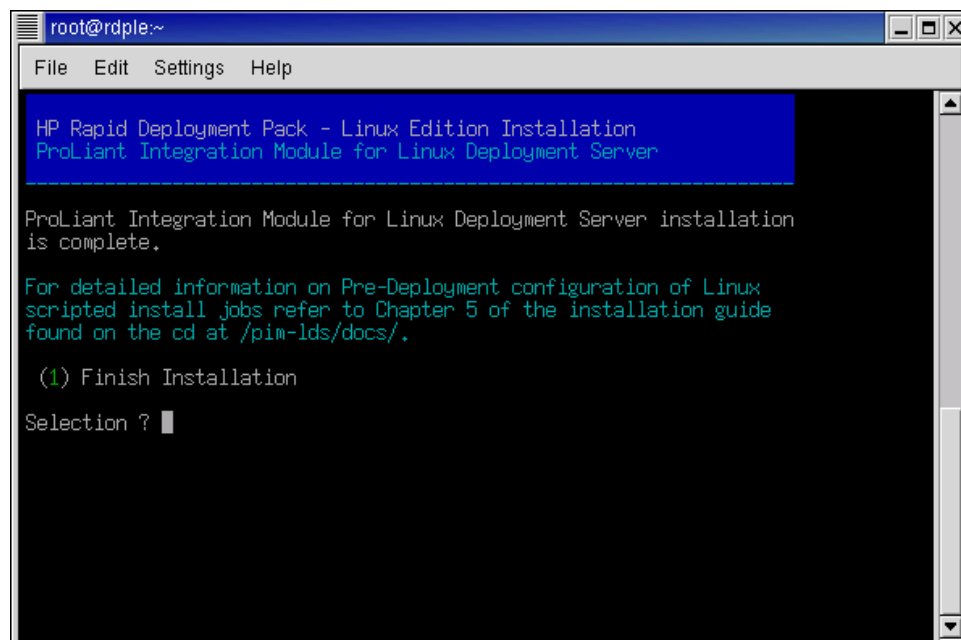 root@rdple:~
File Edit Settings Help
HP Rapid Deployment Pack - Linux Edition Installation
ProLiant Integration Module for Linux Deployment Server
ProLiant Integration Module for Linux Deployment Server installation
is complete.
For detailed information on Pre-Deployment configuration of Linux
scripted install jobs refer to Chapter 5 of the installation guide
found on the cd at /pim-lds/docs/.
(1) Finish Installation
Selection ?